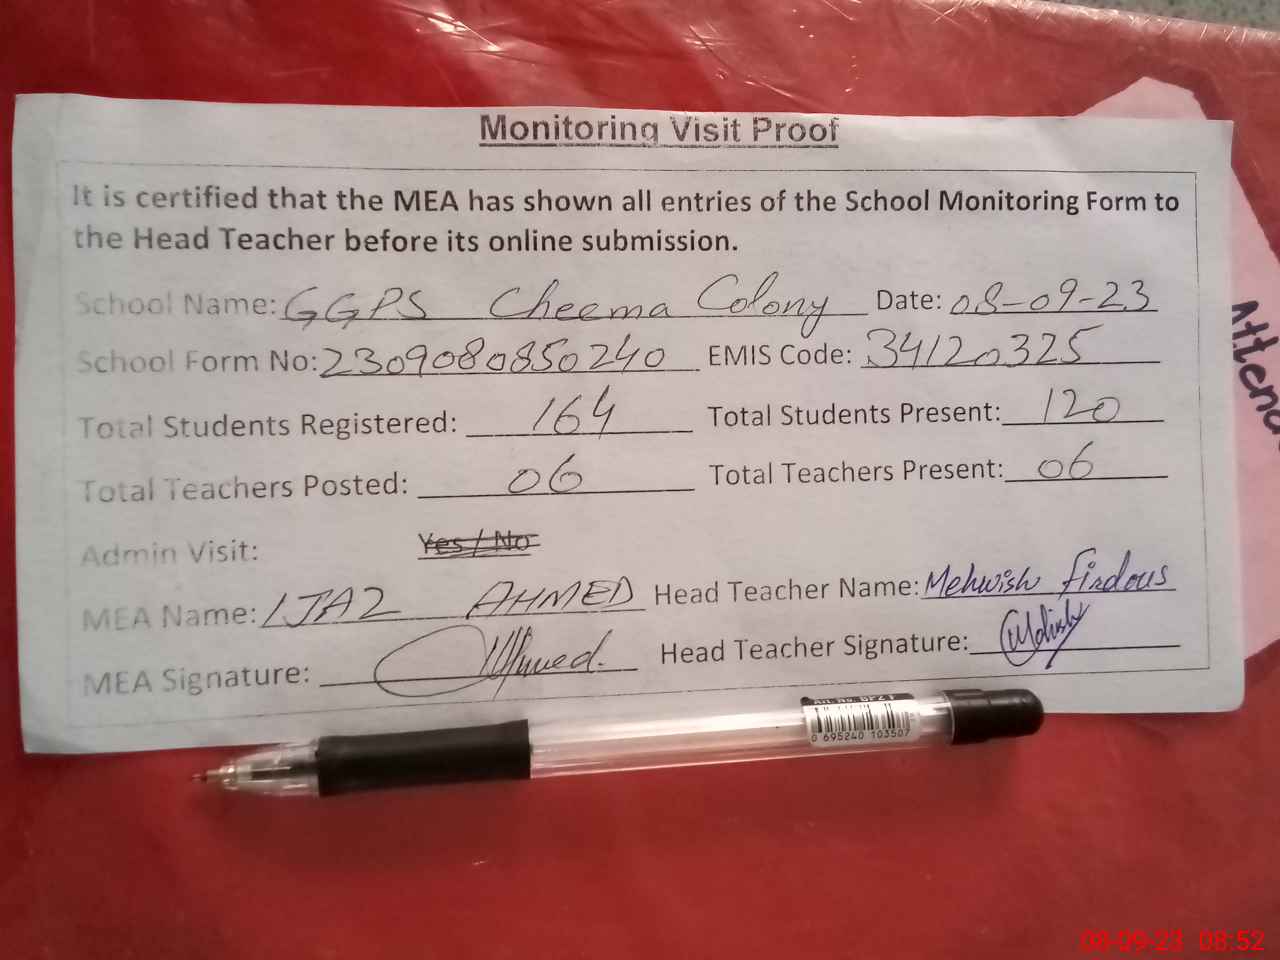 Monitoring Visit Proof
It is certified that the MEA has shown all entries of the School Monitoring Form to
the Head Teacher before its online submission.
School Name: GGPS Cheema Colony Date: 08-09-23
School Form No: 2309080850240 EMIS Code: 34120325
Total Students Registered: 164 Total Students Present: 120
Total Teachers Posted: 06 Total Teachers Present: 06
Admin Visit: Yes / No
MEA Name: IJAZ AHMED Head Teacher Name: Mehwish Firdous
MEA Signature: Head Teacher Signature:
Atten
0 695240 103507
08-09-23 08:52